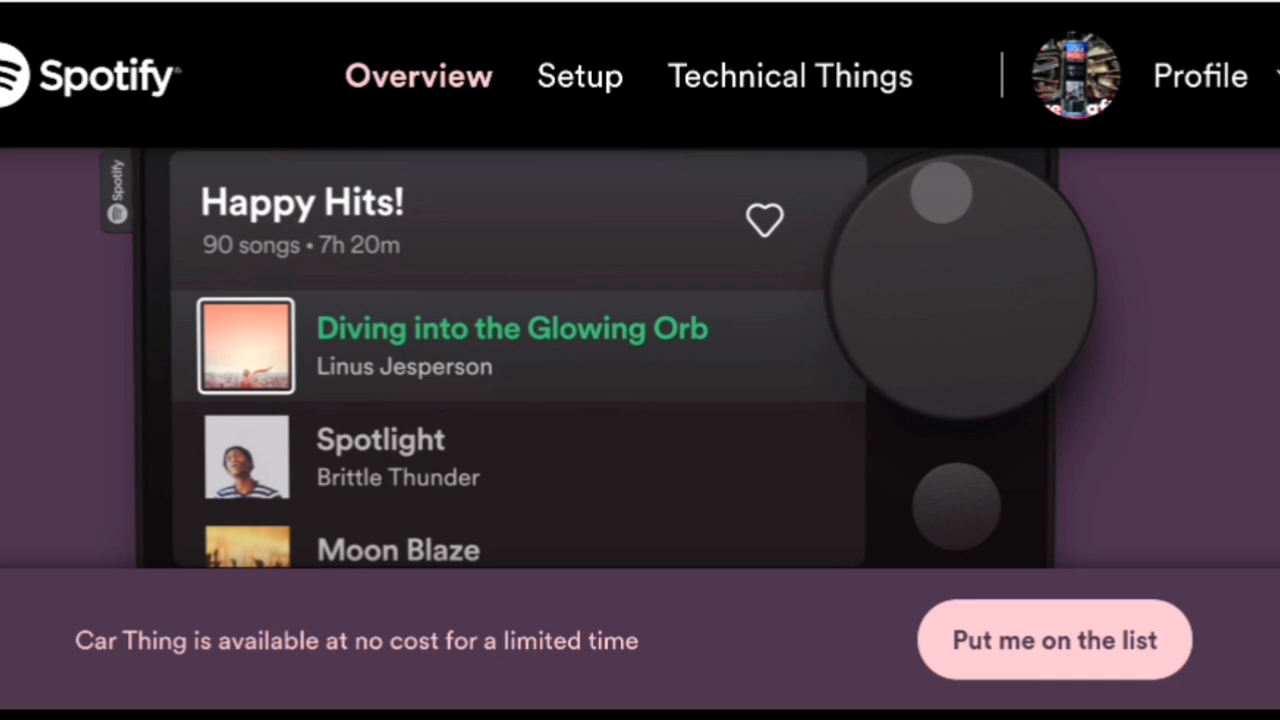 Spotify
Overview
Setup
Technical Things
Profile
Spotify
Happy Hits!
90 songs • 7h 20m
Diving into the Glowing Orb
Linus Jesperson
Spotlight
Brittle Thunder
Moon Blaze
Car Thing is available at no cost for a limited time
Put me on the list